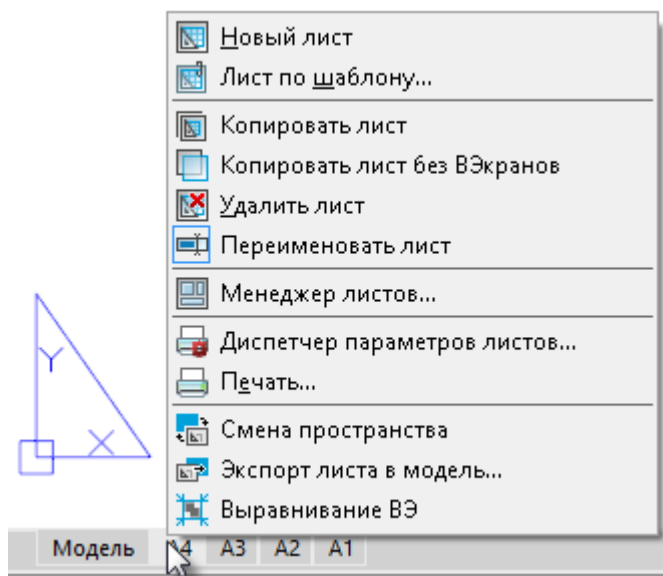 Новый лист
Лист по шаблону...
Копировать лист
Копировать лист без ВЭкранов
Удалить лист
Переименовать лист
Менеджер листов...
Диспетчер параметров листов...
Печать...
Смена пространства
Экспорт листа в модель...
Выравнивание ВЭ
Y
X
Модель A4 A3 A2 A1